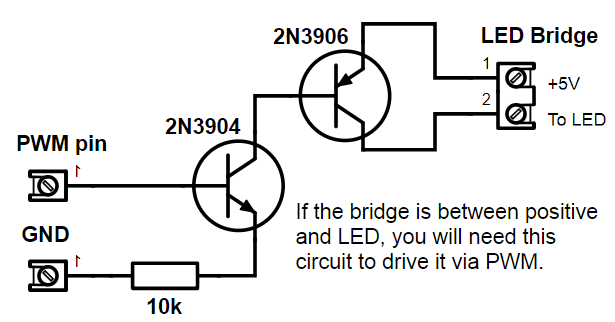 2N3906
LED Bridge
1
+5V
2
To LED
2N3904
PWM pin
1
GND
1
10k
If the bridge is between positive
and LED, you will need this
circuit to drive it via PWM.